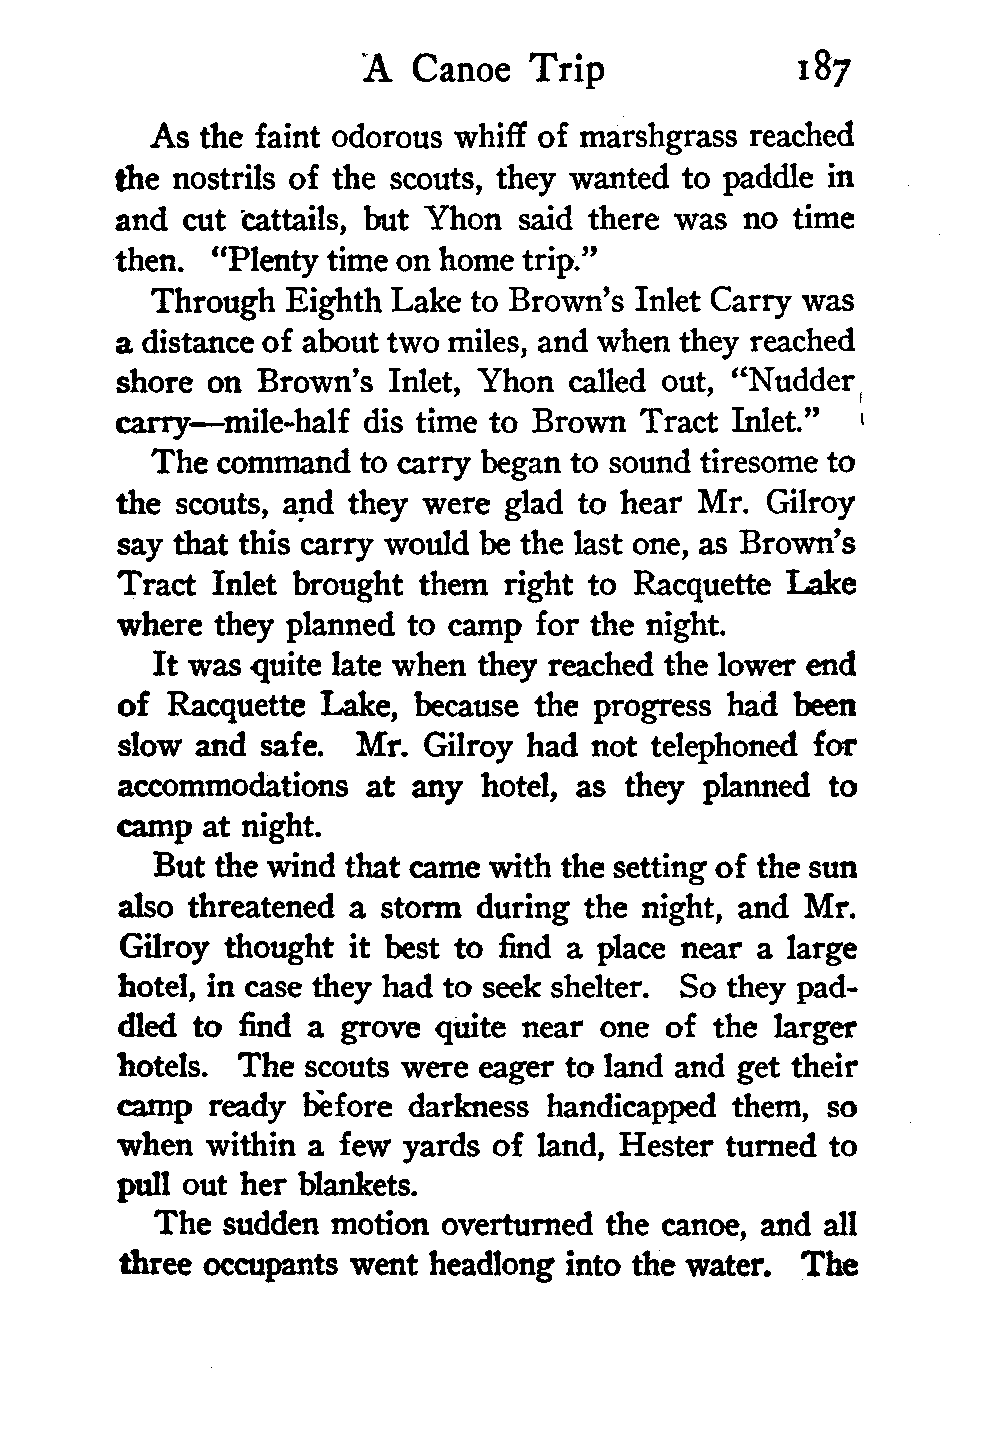 A Canoe Trip 187
As the faint odorous whiff of marshgrass reached
the nostrils of the scouts, they wanted to paddle in
and cut cattails, but Yhon said there was no time
then. “Plenty time on home trip.”
Through Eighth Lake to Brown’s Inlet Carry was
a distance of about two miles, and when they reached
shore on Brown’s Inlet, Yhon called out, “Nudder
carry—mile-half dis time to Brown Tract Inlet.”
The command to carry began to sound tiresome to
the scouts, and they were glad to hear Mr. Gilroy
say that this carry would be the last one, as Brown’s
Tract Inlet brought them right to Racquette Lake
where they planned to camp for the night.
It was quite late when they reached the lower end
of Racquette Lake, because the progress had been
slow and safe. Mr. Gilroy had not telephoned for
accommodations at any hotel, as they planned to
camp at night.
But the wind that came with the setting of the sun
also threatened a storm during the night, and Mr.
Gilroy thought it best to find a place near a large
hotel, in case they had to seek shelter. So they pad-
dled to find a grove quite near one of the larger
hotels. The scouts were eager to land and get their
camp ready before darkness handicapped them, so
when within a few yards of land, Hester turned to
pull out her blankets.
The sudden motion overturned the canoe, and all
three occupants went headlong into the water. The